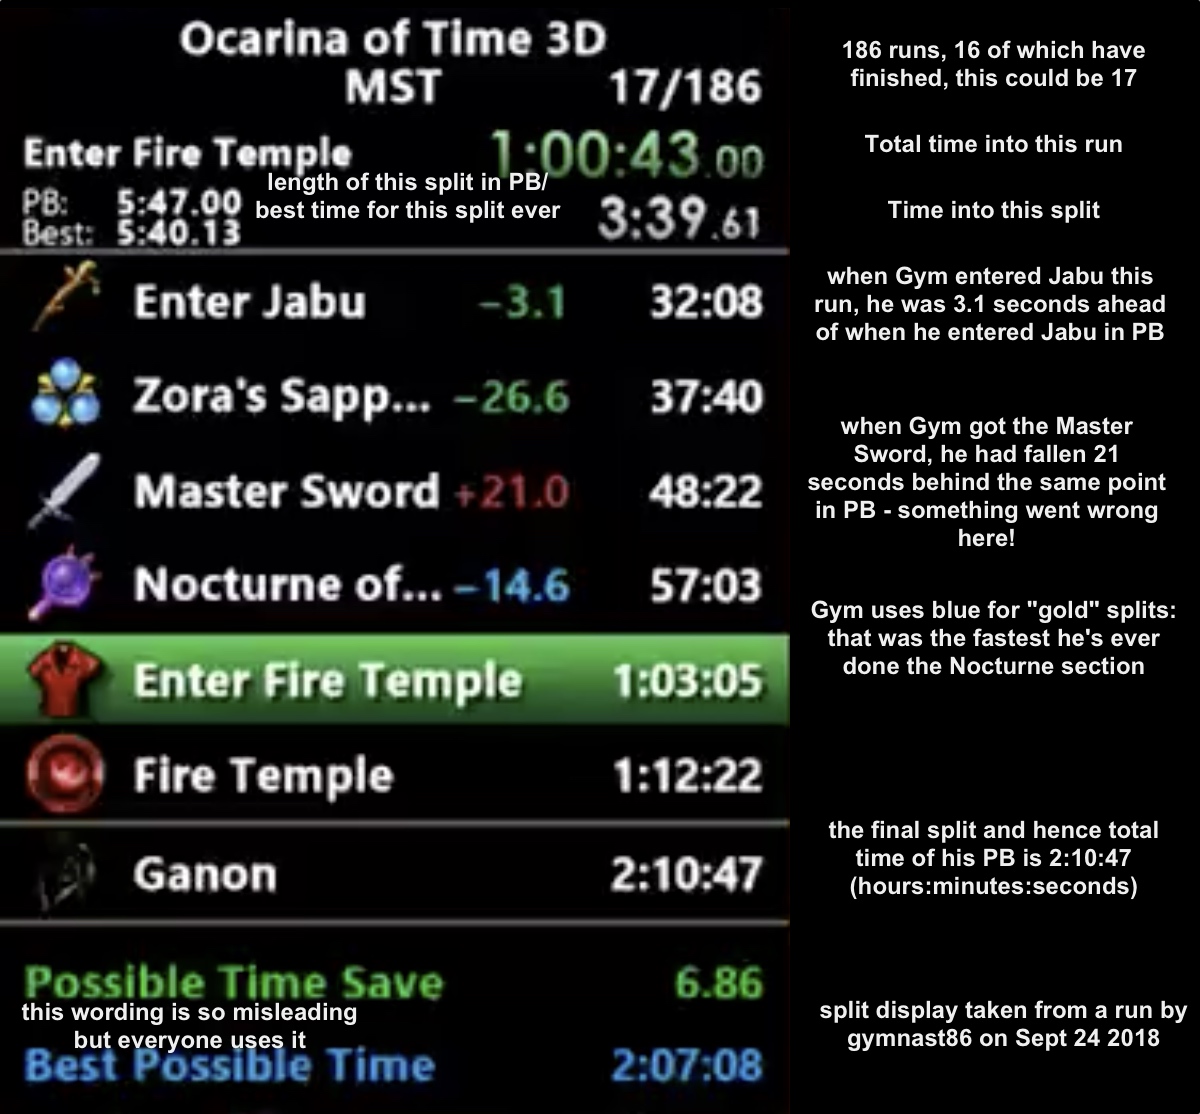 Ocarina of Time 3D
MST 17/186
186 runs, 16 of which have
finished, this could be 17
Enter Fire Temple 1:00:43.00
Total time into this run
PB: 5:47.00
Best: 5:40.13
length of this split in PB/
best time for this split ever
3:39.61
Time into this split
Enter Jabu -3.1 32:08
when Gym entered Jabu this
run, he was 3.1 seconds ahead
of when he entered Jabu in PB
Zora's Sapp... -26.6 37:40
Master Sword +21.0 48:22
when Gym got the Master
Sword, he had fallen 21
seconds behind the same point
in PB - something went wrong
here!
Nocturne of... -14.6 57:03
Gym uses blue for "gold" splits:
that was the fastest he's ever
done the Nocturne section
Enter Fire Temple 1:03:05
Fire Temple 1:12:22
Ganon 2:10:47
the final split and hence total
time of his PB is 2:10:47
(hours:minutes:seconds)
Possible Time Save 6.86
this wording is so misleading
but everyone uses it
Best Possible Time 2:07:08
split display taken from a run by
gymnast86 on Sept 24 2018